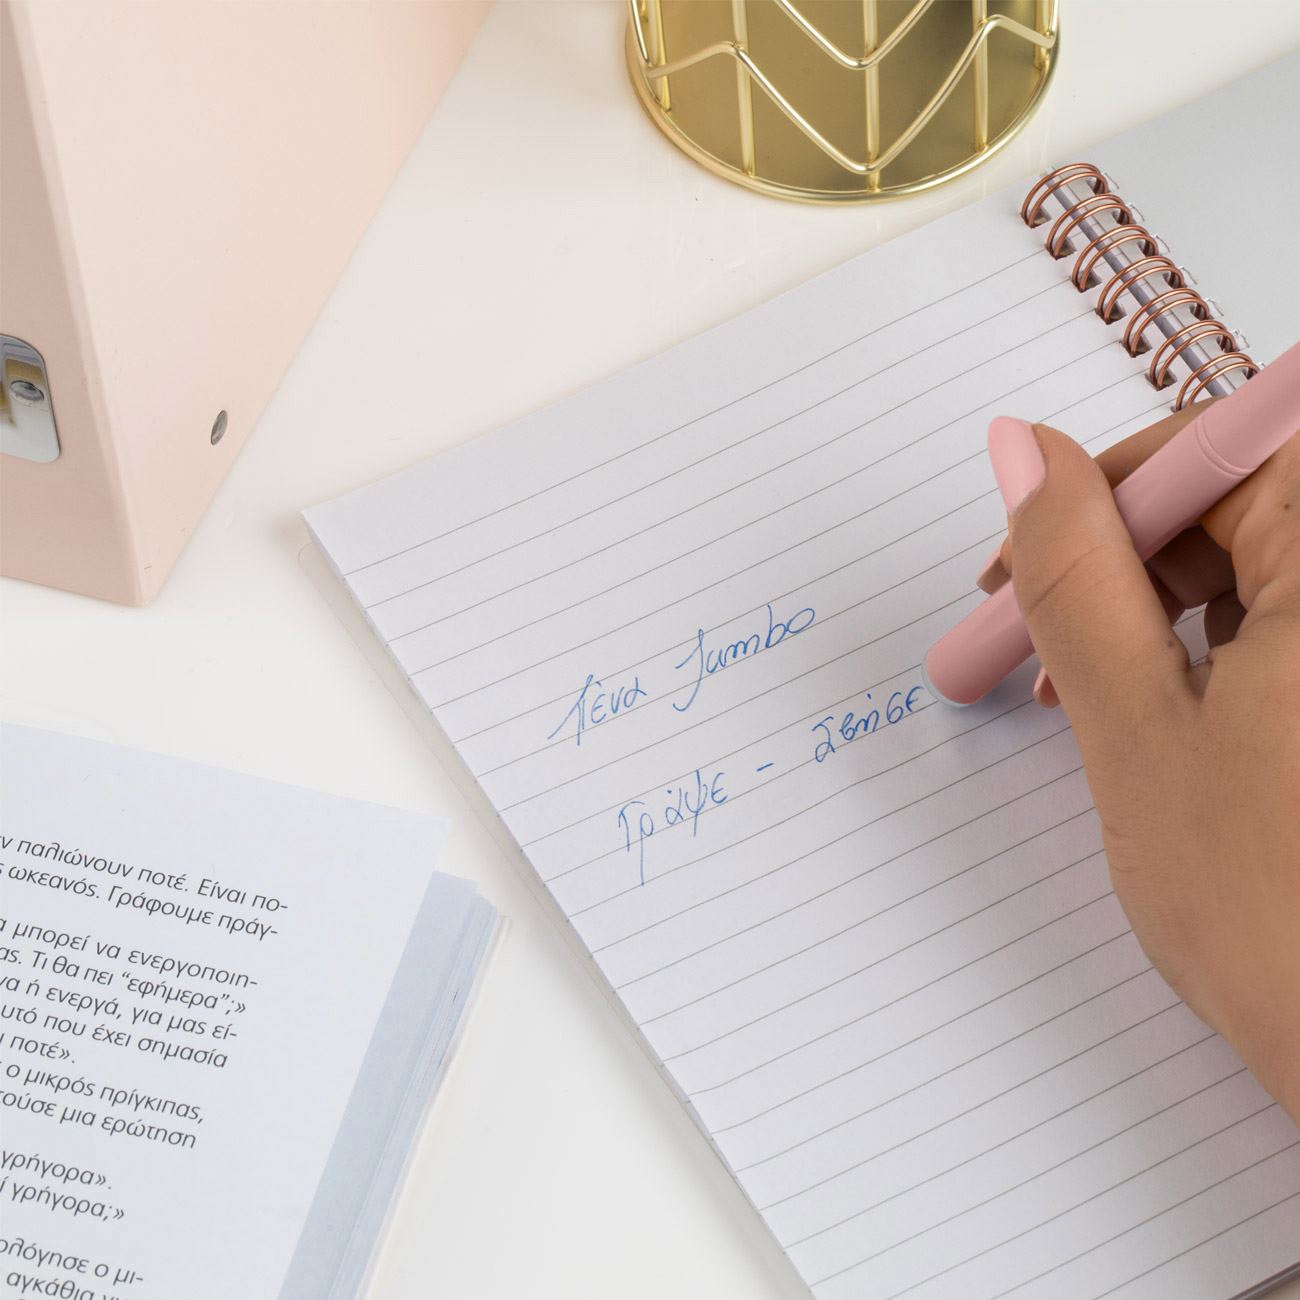 Πένα Jumbo
Γράψε - Σβήσε
ν παλιώνουν ποτέ. Είναι πο-
ς ωκεανός. Γράφουμε πράγ-
α μπορεί να ενεργοποιη-
ας. Τι θα πει “εφήμερα”;»
να ή ενεργά, για μας εί-
υτό που έχει σημασία
ι ποτέ».
ο μικρός πρίγκιπας,
τούσε μια ερώτηση
γρήγορα».
ί γρήγορα;»
ολόγησε ο μι-
αγκάθια